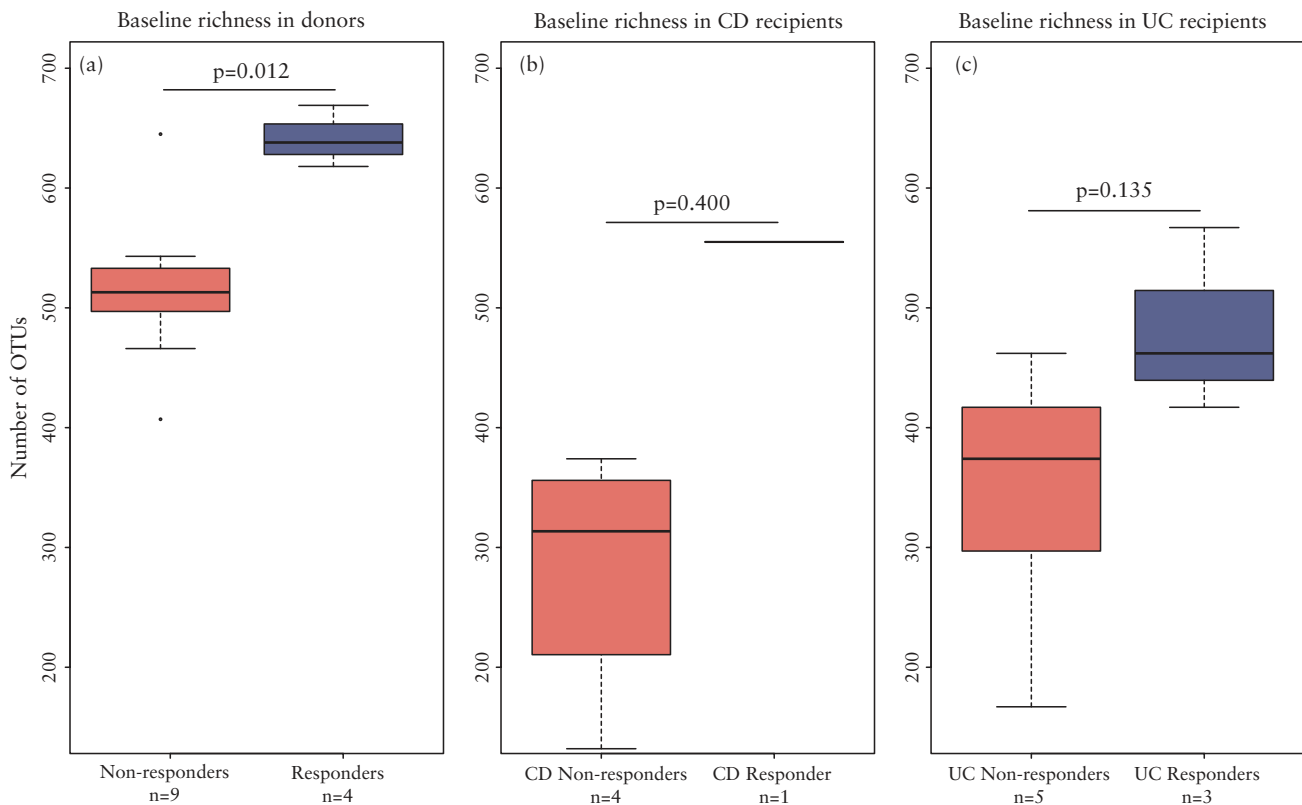 Baseline richness in donors
Baseline richness in CD recipients
Baseline richness in UC recipients
(a)
p=0.012
(b)
p=0.400
(c)
p=0.135
Number of OTUs
700
600
500
400
300
200
700
600
500
400
300
200
700
600
500
400
300
200
Non-responders
n=9
Responders
n=4
CD Non-responders
n=4
CD Responder
n=1
UC Non-responders
n=5
UC Responders
n=3